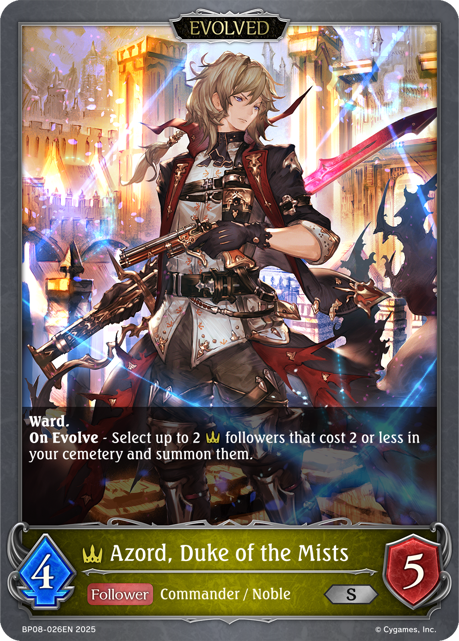 EVOLVED
Ward.
On Evolve - Select up to 2 followers that cost 2 or less in
your cemetery and summon them.
Azord, Duke of the Mists
4
Follower Commander / Noble S
5
BP08-026EN 2025 © Cygames, Inc.